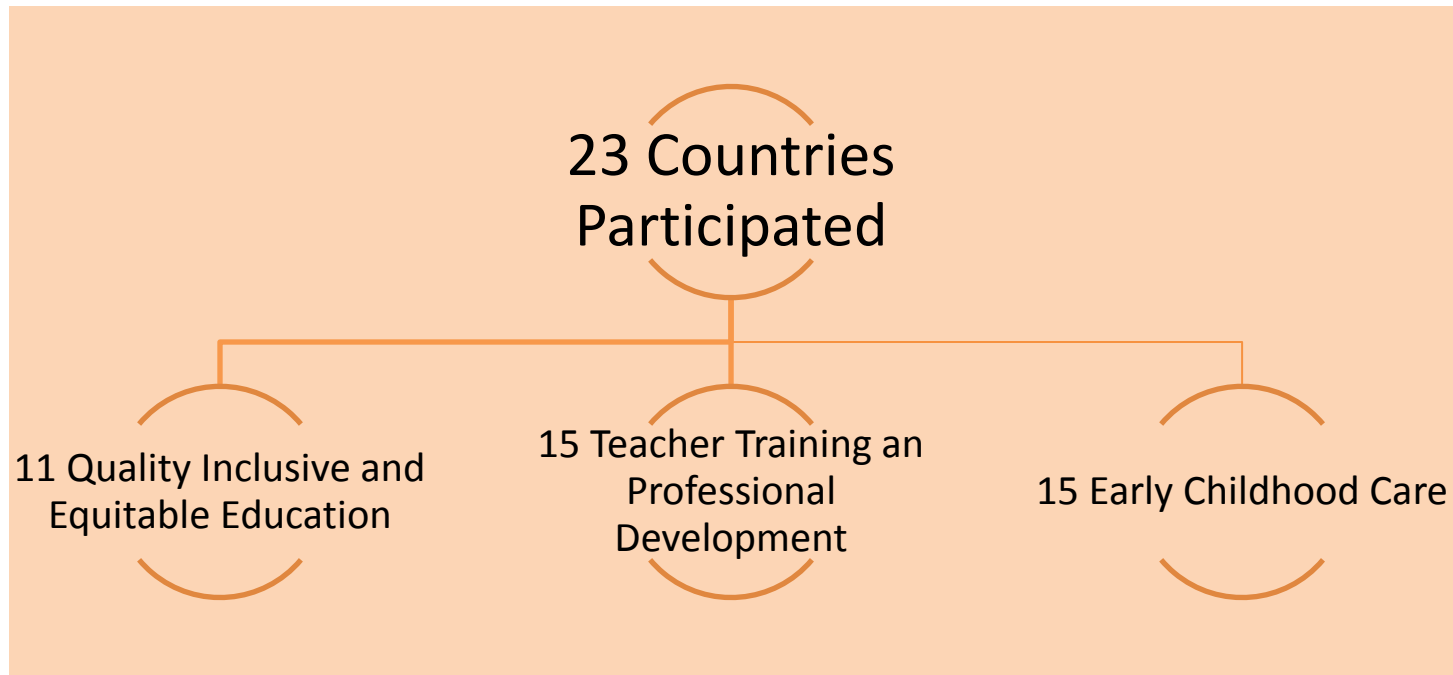 23 Countries
Participated
11 Quality Inclusive and
Equitable Education
15 Teacher Training an
Professional
Development
15 Early Childhood Care